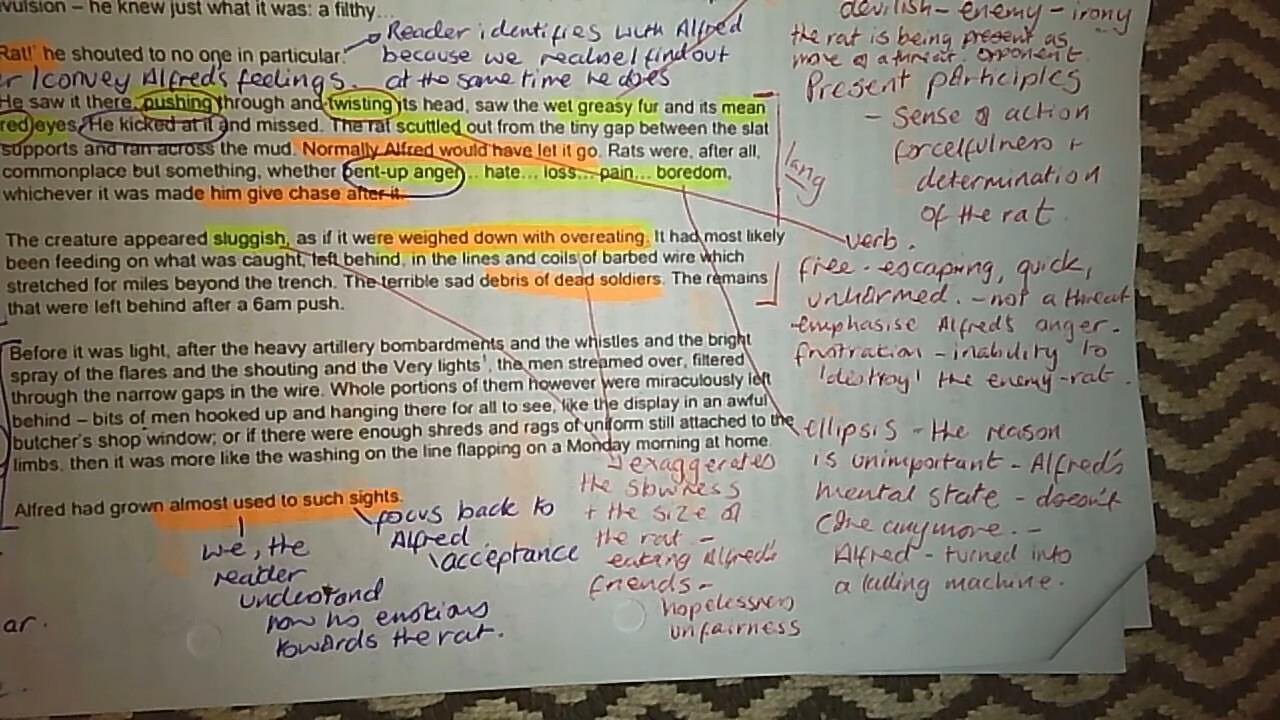 vulsion – he knew just what it was: a filthy...
Rat!' he shouted to no one in particular.
Reader identifies with Alfred
because we realise/ find out
at the same time he does
er /convey Alfred's feelings.
He saw it there, pushing through and twisting its head, saw the wet greasy fur and its mean
red eyes. He kicked at it and missed. The rat scuttled out from the tiny gap between the slat
supports and ran across the mud. Normally Alfred would have let it go. Rats were, after all,
commonplace but something, whether pent-up anger... hate... loss... pain... boredom,
whichever it was made him give chase after it.
lang
The creature appeared sluggish, as if it were weighed down with overeating. It had most likely
been feeding on what was caught, left behind, in the lines and coils of barbed wire which
stretched for miles beyond the trench. The terrible sad debris of dead soldiers. The remains
that were left behind after a 6am push.
Before it was light, after the heavy artillery bombardments and the whistles and the bright
spray of the flares and the shouting and the Very lights¹, the men streamed over, filtered
through the narrow gaps in the wire. Whole portions of them however were miraculously left
behind – bits of men hooked up and hanging there for all to see, like the display in an awful
butcher's shop window; or if there were enough shreds and rags of uniform still attached to the
limbs, then it was more like the washing on the line flapping on a Monday morning at home.
Alfred had grown almost used to such sights.
we, the
reader
understand
now his emotions
towards the rat.
focus back to
Alfred
acceptance
exaggerates
the slowness
+ the size of
the rat –
eating Alfred's
friends –
hopelessness
unfairness
devilish – enemy – irony
the rat is being present as
more of a threat. opponent
Present participles
– sense of action
forcefulness +
determination
of the rat.
verb.
free – escaping, quick,
unharmed. – not a threat
– emphasise Alfred's anger.
frustration – inability to
'destroy' the enemy – rat.
ellipsis – the reason
is unimportant – Alfred's
mental state – doesn't
care anymore. –
Alfred – turned into
a killing machine.
ar.